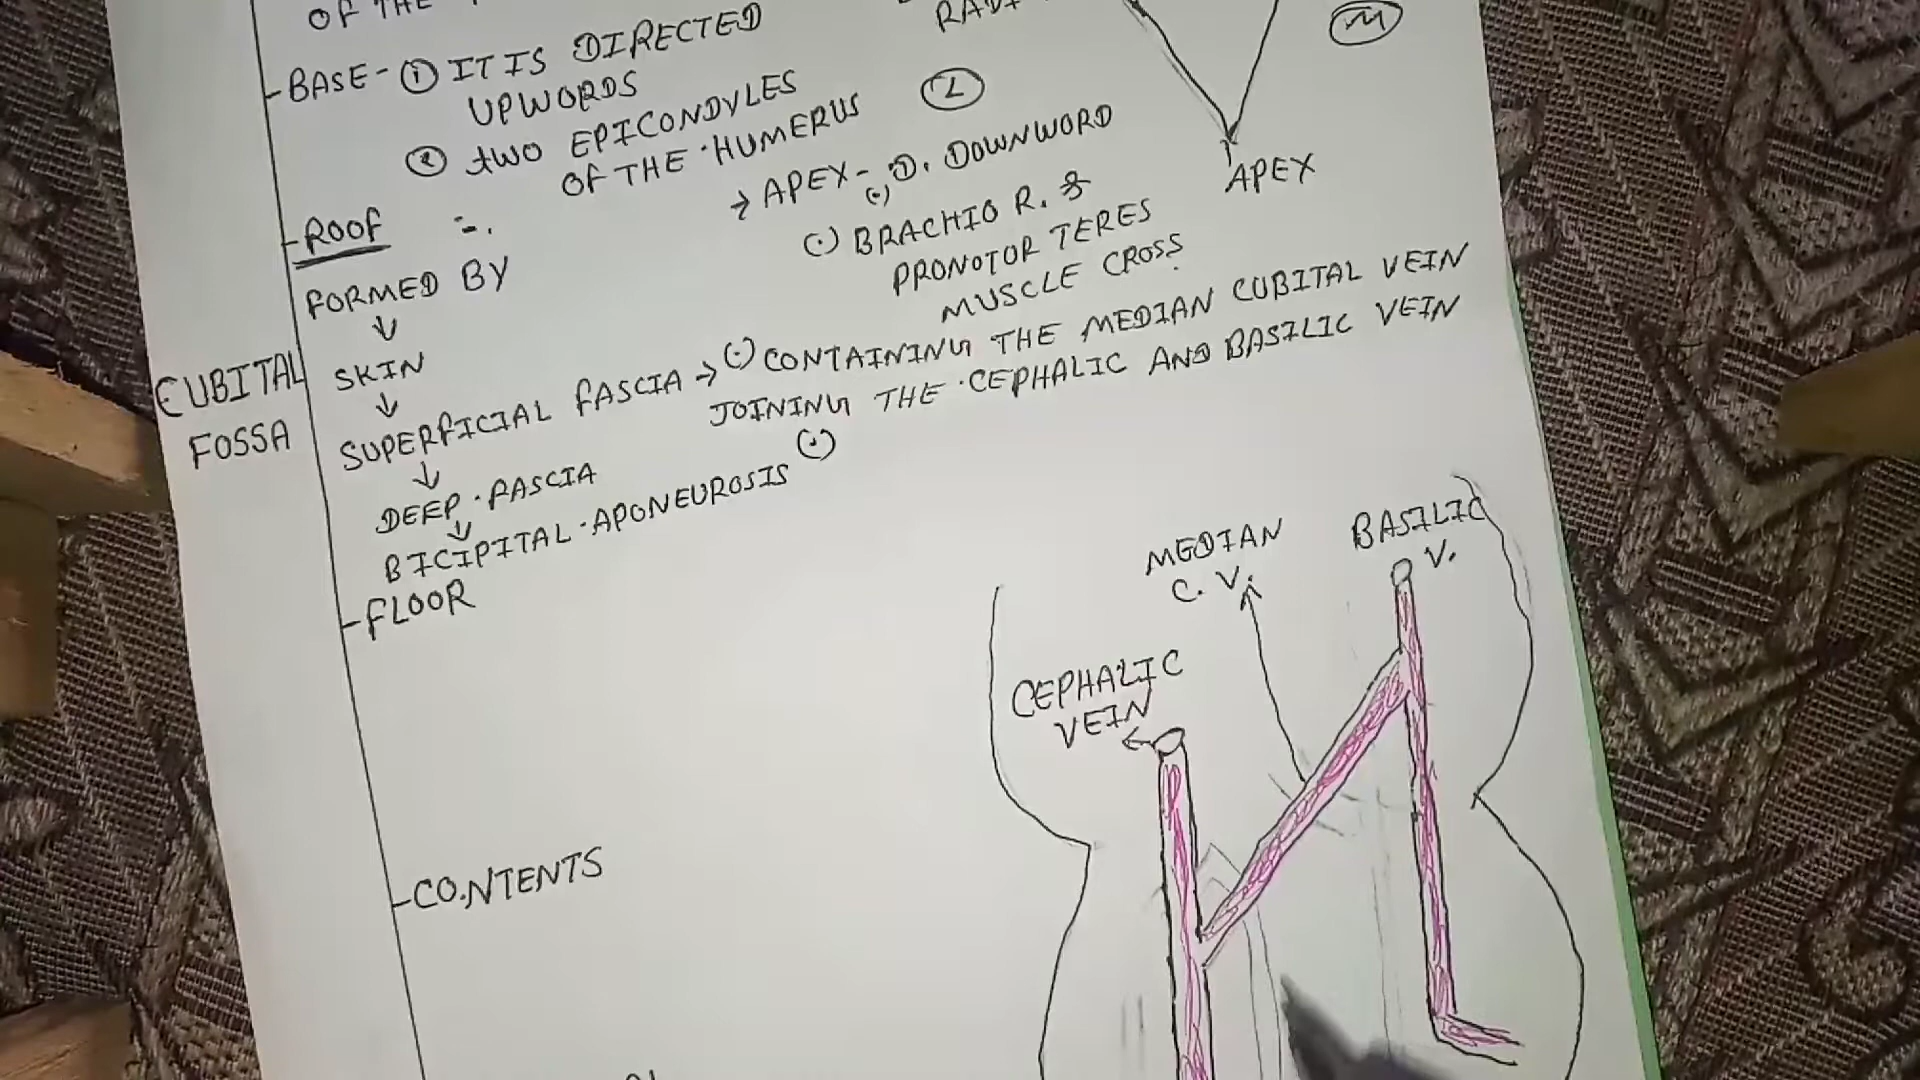 OF THE
BASE - ① IT IS DIRECTED
UPWORDS
② TWO EPICONDYLES
OF THE HUMERUS
L
M
→ APEX - D. DOWNWORD
BRACHIO R. &
PRONOTOR TERES
MUSCLE CROSS
APEX
ROOF :-
FORMED BY
↓
SKIN
↓
SUPERFICIAL FASCIA → (·) CONTAINING THE MEDIAN CUBITAL VEIN
JOINING THE CEPHALIC AND BASILIC VEIN
↓
DEEP FASCIA
↓
BICIPITAL APONEUROSIS (·)
CUBITAL
FOSSA
FLOOR
CONTENTS
MEDIAN
C. V.
BASILIC
V.
CEPHALIC
VEIN